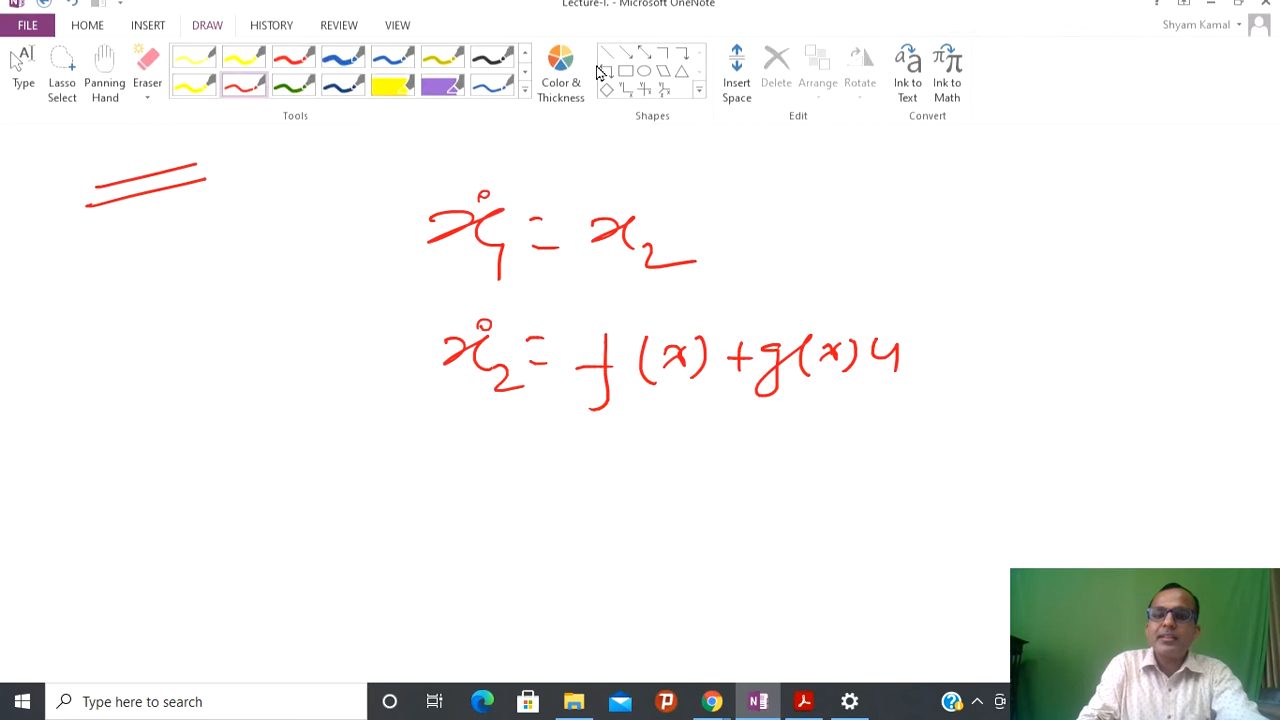 Lecture-I. - Microsoft OneNote
FILE HOME INSERT DRAW HISTORY REVIEW VIEW
Shyam Kamal
Type
Lasso Select
Panning Hand
Eraser
Color & Thickness
Insert Space
Delete
Arrange
Rotate
Ink to Text
Ink to Math
Tools
Shapes
Edit
Convert
ẋ₁ = x₂
ẋ₂ = f(x) + g(x)u
Type here to search